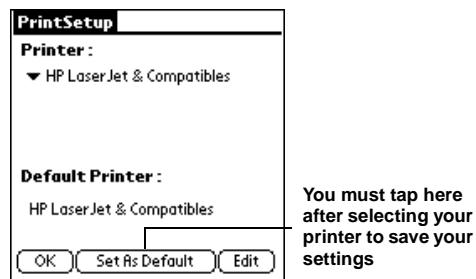 PrintSetup
Printer :
HP LaserJet & Compatibles
Default Printer :
HP LaserJet & Compatibles
OK Set As Default Edit
You must tap here
after selecting your
printer to save your
settings